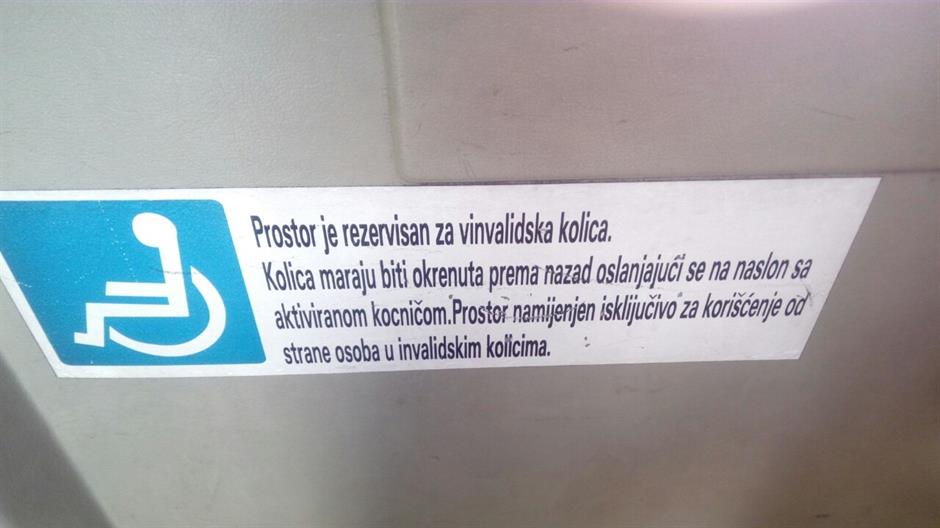 Prostor je rezervisan za vinvalidska kolica.
Kolica maraju biti okrenuta prema nazad oslanjajući se na naslon sa
aktiviranom kocničom.Prostor namijenjen isključivo za korišćenje od
strane osoba u invalidskim kolicima.